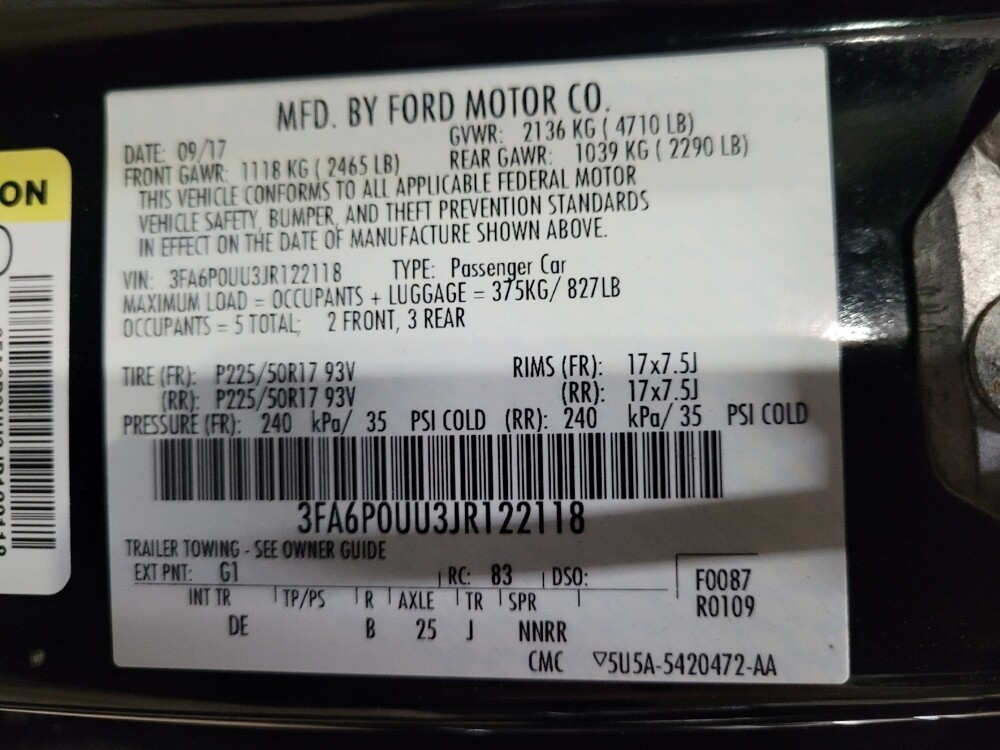 MFD. BY FORD MOTOR CO.
DATE: 09/17 GVWR: 2136 KG ( 4710 LB)
FRONT GAWR: 1118 KG ( 2465 LB) REAR GAWR: 1039 KG ( 2290 LB)
THIS VEHICLE CONFORMS TO ALL APPLICABLE FEDERAL MOTOR
VEHICLE SAFETY, BUMPER, AND THEFT PREVENTION STANDARDS
IN EFFECT ON THE DATE OF MANUFACTURE SHOWN ABOVE.
VIN: 3FA6P0UU3JR122118 TYPE: Passenger Car
MAXIMUM LOAD = OCCUPANTS + LUGGAGE = 375KG/ 827LB
OCCUPANTS = 5 TOTAL; 2 FRONT, 3 REAR
TIRE (FR): P225/50R17 93V RIMS (FR): 17x7.5J
(RR): P225/50R17 93V (RR): 17x7.5J
PRESSURE (FR): 240 kPa/ 35 PSI COLD (RR): 240 kPa/ 35 PSI COLD
3FA6P0UU3JR122118
TRAILER TOWING - SEE OWNER GUIDE
EXT PNT: G1 RC: 83 DSO: F0087
INT TR TP/PS R AXLE TR SPR R0109
DE B 25 J NNRR
CMC ▽5U5A-5420472-AA
ON